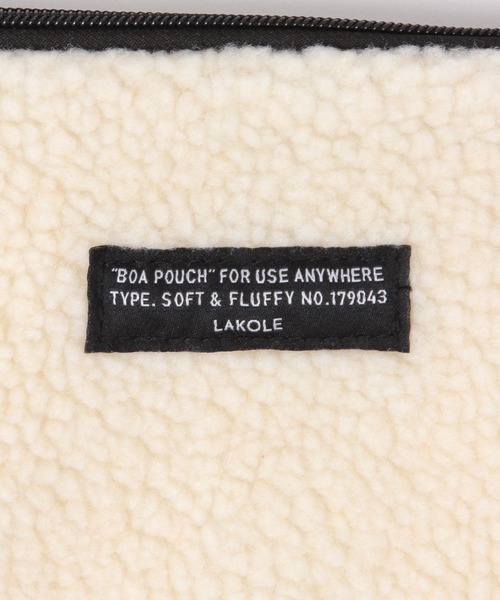 "BOA POUCH" FOR USE ANYWHERE
TYPE. SOFT & FLUFFY NO.179043
LAKOLE